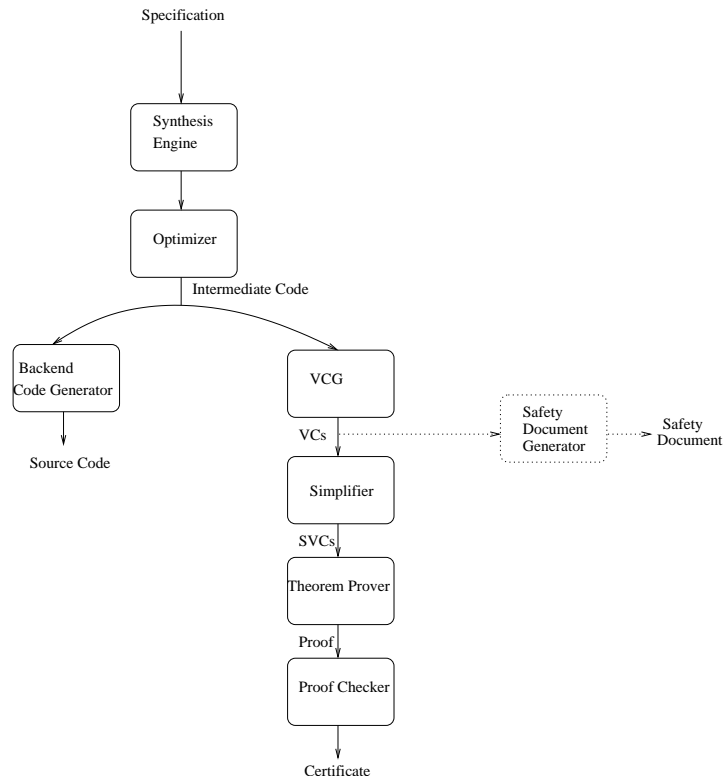 Specification
Synthesis
Engine
Optimizer
Intermediate Code
Backend
Code Generator
Source Code
VCG
VCs
Safety
Document
Generator
Safety
Document
Simplifier
SVCs
Theorem Prover
Proof
Proof Checker
Certificate